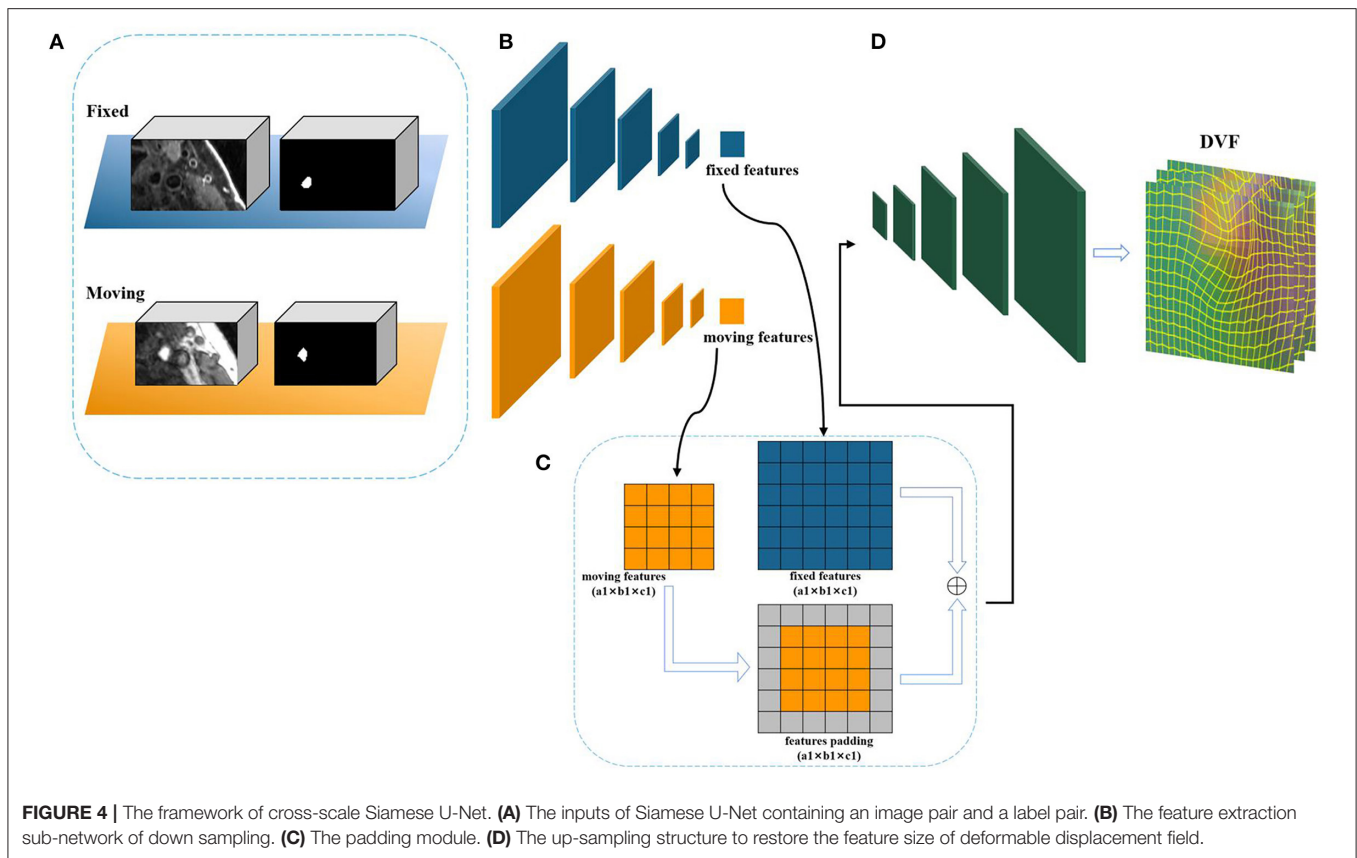 A
B
D
Fixed
DVF
fixed features
Moving
moving features
C
moving features
(a1×b1×c1)
fixed features
(a1×b1×c1)
features padding
(a1×b1×c1)
FIGURE 4 | The framework of cross-scale Siamese U-Net. (A) The inputs of Siamese U-Net containing an image pair and a label pair. (B) The feature extraction
sub-network of down sampling. (C) The padding module. (D) The up-sampling structure to restore the feature size of deformable displacement field.